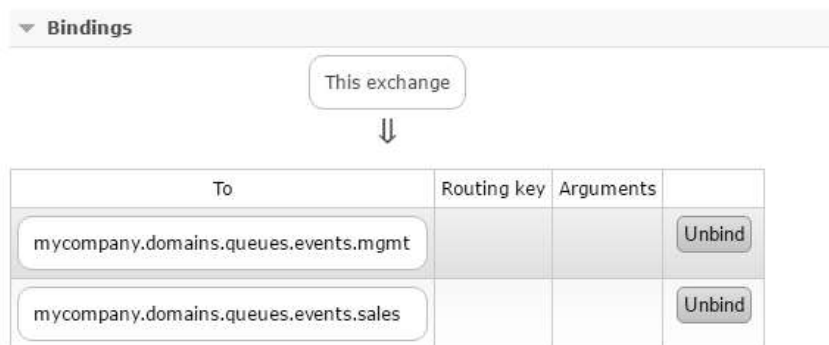 Bindings
This exchange
To Routing key Arguments
mycompany.domains.queues.events.mgmt Unbind
mycompany.domains.queues.events.sales Unbind